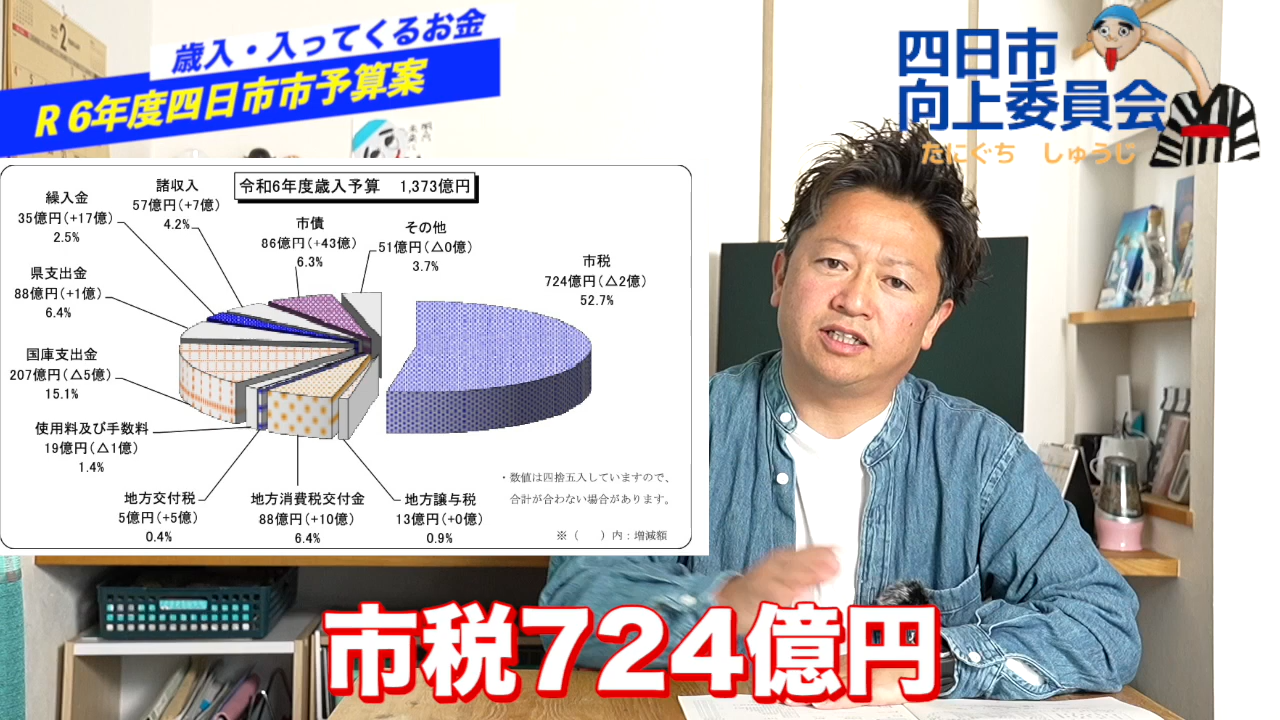 歳入・入ってくるお金
R6年度四日市市予算案
四日市
向上委員会
たにぐち しゅうじ
2
令和6年度歳入予算 1,373億円
繰入金
35億円(+17億)
2.5%
諸収入
57億円(+7億)
4.2%
市債
86億円(+43億)
6.3%
その他
51億円(△0億)
3.7%
市税
724億円(△2億)
52.7%
県支出金
88億円(+1億)
6.4%
国庫支出金
207億円(△5億)
15.1%
使用料及び手数料
19億円(△1億)
1.4%
地方交付税
5億円(+5億)
0.4%
地方消費税交付金
88億円(+10億)
6.4%
地方譲与税
13億円(+0億)
0.9%
・数値は四捨五入していますので、
合計が合わない場合があります。
※( )内：増減額
市税724億円